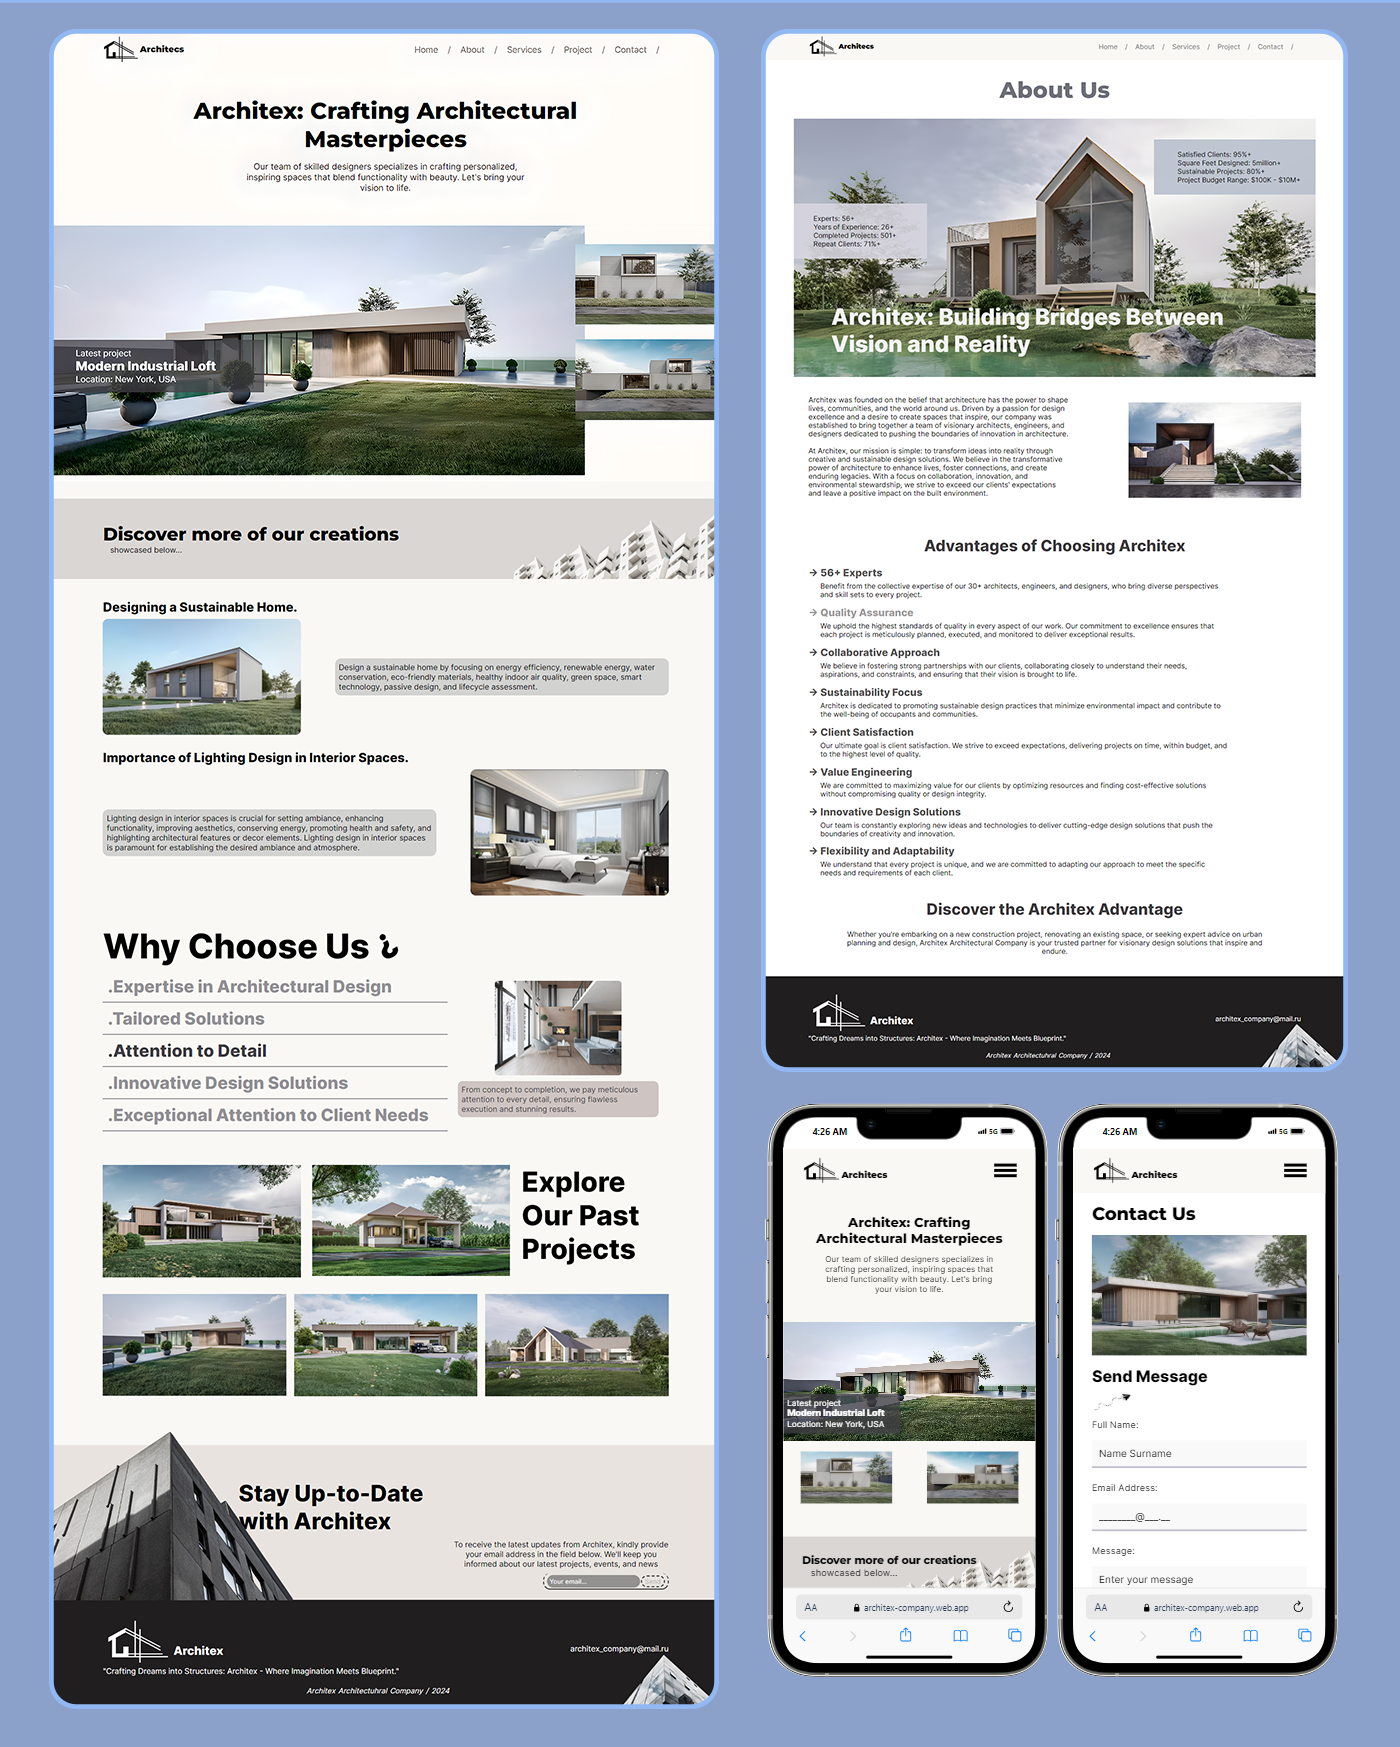 Architecs
Home / About / Services / Project / Contact /
Architex: Crafting Architectural
Masterpieces
Our team of skilled designers specializes in crafting personalized,
inspiring spaces that blend functionality with beauty. Let's bring your
vision to life.
Latest project
Modern Industrial Loft
Location: New York, USA
Discover more of our creations
showcased below...
Designing a Sustainable Home.
Design a sustainable home by focusing on energy efficiency, renewable energy, water
conservation, eco-friendly materials, healthy indoor air quality, green space, smart
technology, passive design, and lifecycle assessment.
Importance of Lighting Design in Interior Spaces.
Lighting design in interior spaces is crucial for setting ambiance, enhancing
functionality, improving aesthetics, conserving energy, promoting health and safety, and
highlighting architectural features or decor elements. Lighting design in interior spaces
is paramount for establishing the desired ambiance and atmosphere.
Why Choose Us ?
.Expertise in Architectural Design
.Tailored Solutions
.Attention to Detail
.Innovative Design Solutions
.Exceptional Attention to Client Needs
From concept to completion, we pay meticulous
attention to every detail, ensuring flawless
execution and stunning results.
Explore
Our Past
Projects
Stay Up-to-Date
with Architex
To receive the latest updates from Architex, kindly provide
your email address in the field below. We'll keep you
informed about our latest projects, events, and news
Your email...
Architex
architex_company@mail.ru
"Crafting Dreams into Structures: Architex - Where Imagination Meets Blueprint."
Architex Architectuhral Company / 2024
Architecs
Home / About / Services / Project / Contact /
About Us
Satisfied Clients: 95%+
Square Feet Designed: 5million+
Sustainable Projects: 80%+
Project Budget Range: $100K - $10M+
Experts: 56+
Years of Experience: 26+
Completed Projects: 501+
Repeat Clients: 71%+
Architex: Building Bridges Between
Vision and Reality
Architex was founded on the belief that architecture has the power to shape
lives, communities, and the world around us. Driven by a passion for design
excellence and a desire to create spaces that inspire, our company was
established to bring together a team of visionary architects, engineers, and
designers dedicated to pushing the boundaries of innovation in architecture.
At Architex, our mission is simple: to transform ideas into reality through
creative and sustainable design solutions. We believe in the transformative
power of architecture to enhance lives, foster connections, and create
enduring legacies. With a focus on collaboration, innovation, and
environmental stewardship, we strive to exceed our clients' expectations
and leave a positive impact on the built environment.
Advantages of Choosing Architex
→ 56+ Experts
Benefit from the collective expertise of our 30+ architects, engineers, and designers, who bring diverse perspectives
and skill sets to every project.
→ Quality Assurance
We uphold the highest standards of quality in every aspect of our work. Our commitment to excellence ensures that
each project is meticulously planned, executed, and monitored to deliver exceptional results.
→ Collaborative Approach
We believe in fostering strong partnerships with our clients, collaborating closely to understand their needs,
aspirations, and constraints, and ensuring that their vision is brought to life.
→ Sustainability Focus
Architex is dedicated to promoting sustainable design practices that minimize environmental impact and contribute to
the well-being of occupants and communities.
→ Client Satisfaction
Our ultimate goal is client satisfaction. We strive to exceed expectations, delivering projects on time, within budget, and
to the highest level of quality.
→ Value Engineering
We are committed to maximizing value for our clients by optimizing resources and finding cost-effective solutions
without compromising quality or design integrity.
→ Innovative Design Solutions
Our team is constantly exploring new ideas and technologies to deliver cutting-edge design solutions that push the
boundaries of creativity and innovation.
→ Flexibility and Adaptability
We understand that every project is unique, and we are committed to adapting our approach to meet the specific
needs and requirements of each client.
Discover the Architex Advantage
Whether you're embarking on a new construction project, renovating an existing space, or seeking expert advice on urban
planning and design, Architex Architectural Company is your trusted partner for visionary design solutions that inspire and
endure.
Architex
architex_company@mail.ru
"Crafting Dreams into Structures: Architex - Where Imagination Meets Blueprint."
Architex Architectuhral Company / 2024
4:26 AM 5G
Architecs
Architex: Crafting
Architectural Masterpieces
Our team of skilled designers specializes in
crafting personalized, inspiring spaces that
blend functionality with beauty. Let's bring
your vision to life.
Latest project
Modern Industrial Loft
Location: New York, USA
Discover more of our creations
showcased below...
AA architex-company.web.app
4:26 AM 5G
Architecs
Contact Us
Send Message
Full Name:
Name Surname
Email Address:
________@___.__
Message:
Enter your message
AA architex-company.web.app